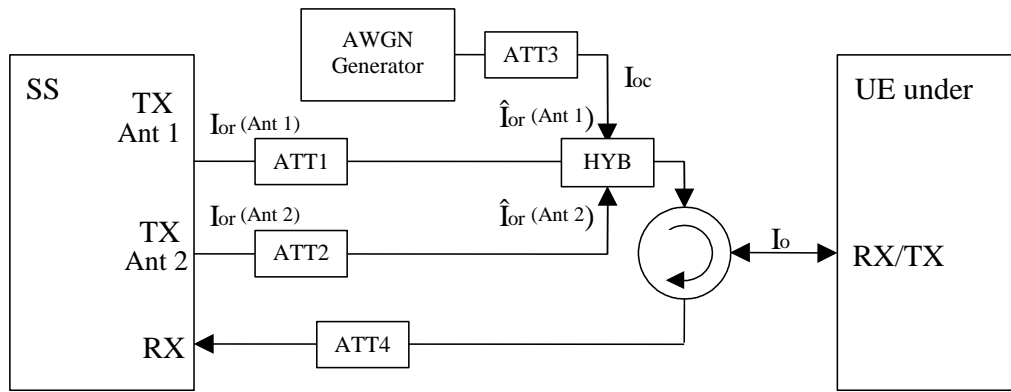 SS
TX
Ant 1
TX
Ant 2
RX
Ior (Ant 1)
ATT1
Ior (Ant 2)
ATT2
AWGN
Generator
ATT3
Ioc
Îor (Ant 1)
HYB
Îor (Ant 2)
ATT4
Io
UE under
RX/TX